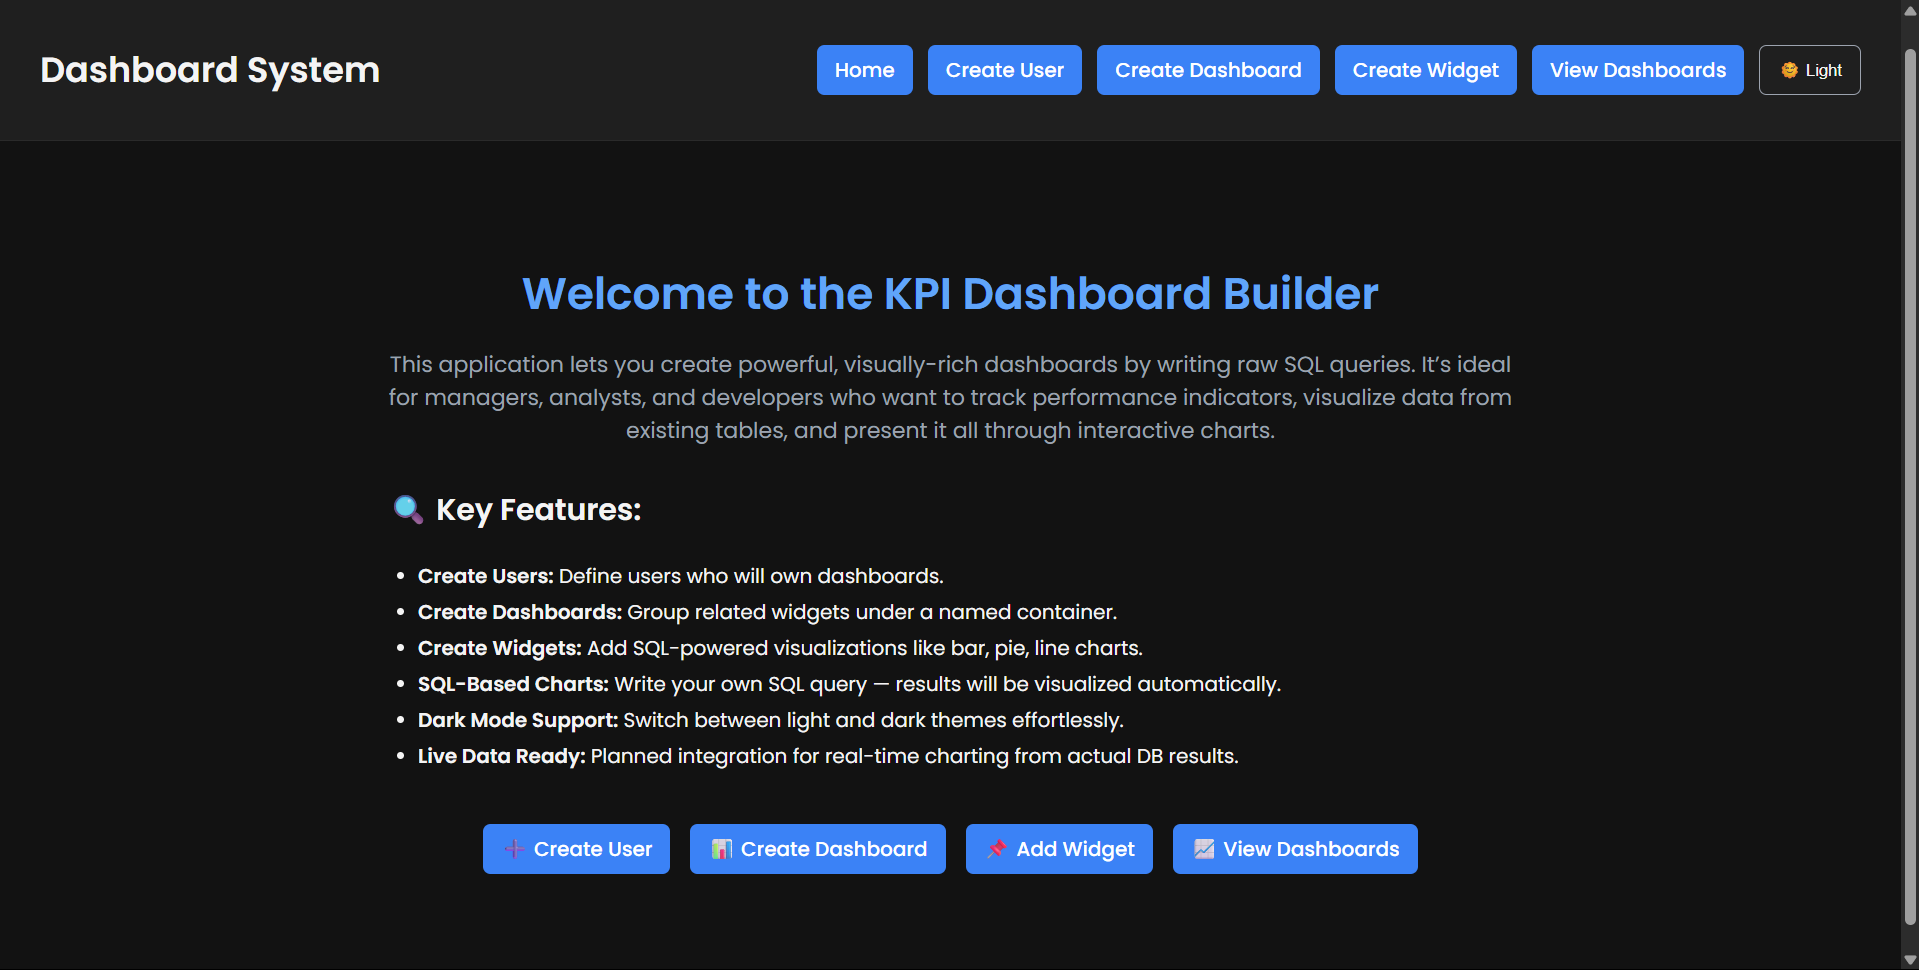 Dashboard System
Home
Create User
Create Dashboard
Create Widget
View Dashboards
🌞 Light
Welcome to the KPI Dashboard Builder
This application lets you create powerful, visually-rich dashboards by writing raw SQL queries. It’s ideal
for managers, analysts, and developers who want to track performance indicators, visualize data from
existing tables, and present it all through interactive charts.
🔍 Key Features:
• Create Users: Define users who will own dashboards.
• Create Dashboards: Group related widgets under a named container.
• Create Widgets: Add SQL-powered visualizations like bar, pie, line charts.
• SQL-Based Charts: Write your own SQL query — results will be visualized automatically.
• Dark Mode Support: Switch between light and dark themes effortlessly.
• Live Data Ready: Planned integration for real-time charting from actual DB results.
➕ Create User
📊 Create Dashboard
📌 Add Widget
📈 View Dashboards